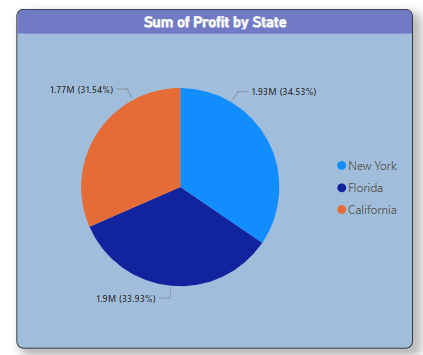 Sum of Profit by State
1.77M (31.54%)
1.93M (34.53%)
New York
Florida
California
1.9M (33.93%)